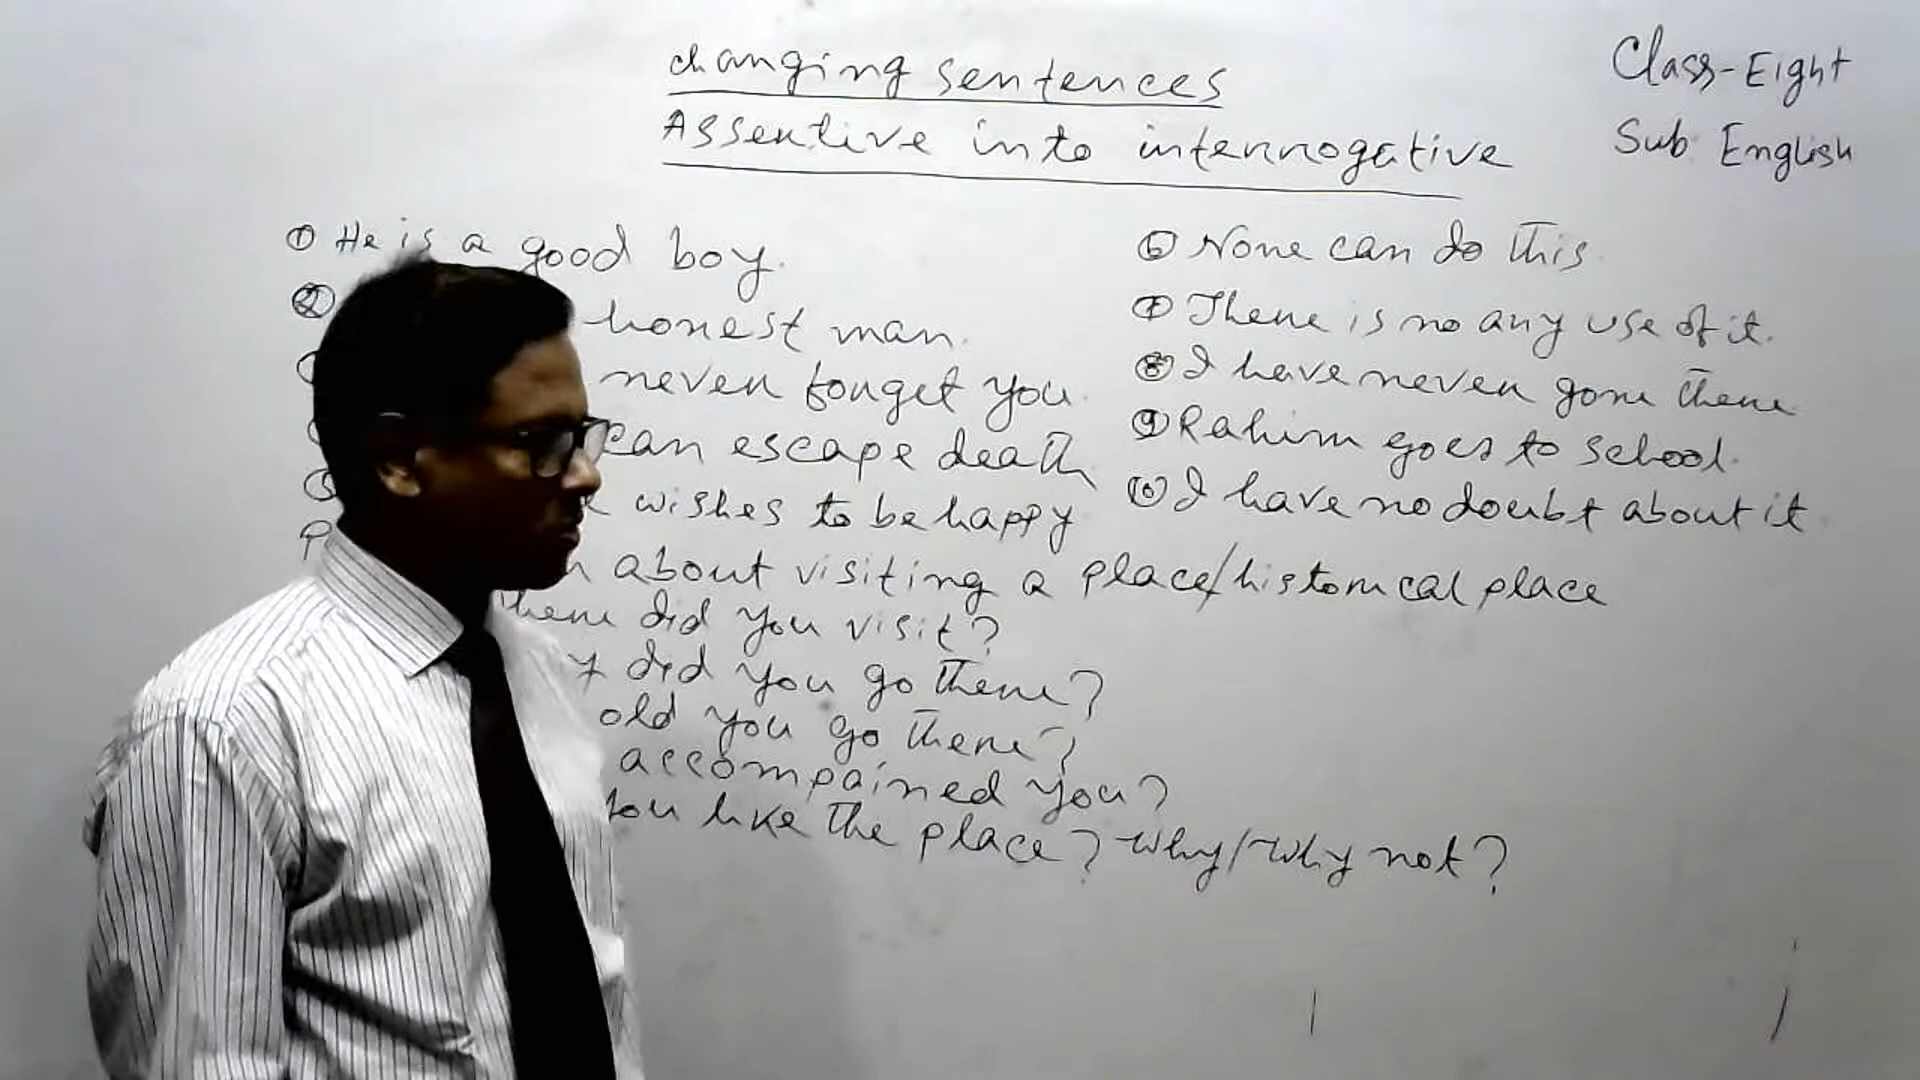 changing sentences
Assertive into interrogative
Class-Eight
Sub English
① He is a good boy.
② honest man.
never forget you.
can escape death
wishes to be happy
⑥ None can do this.
⑦ There is no any use of it.
⑧ I have never gone there
⑨ Rahim goes to school.
⑩ I have no doubt about it
about visiting a place/historical place
did you visit?
did you go there?
you go there?
accompained you?
you like the place? Why/Why not?